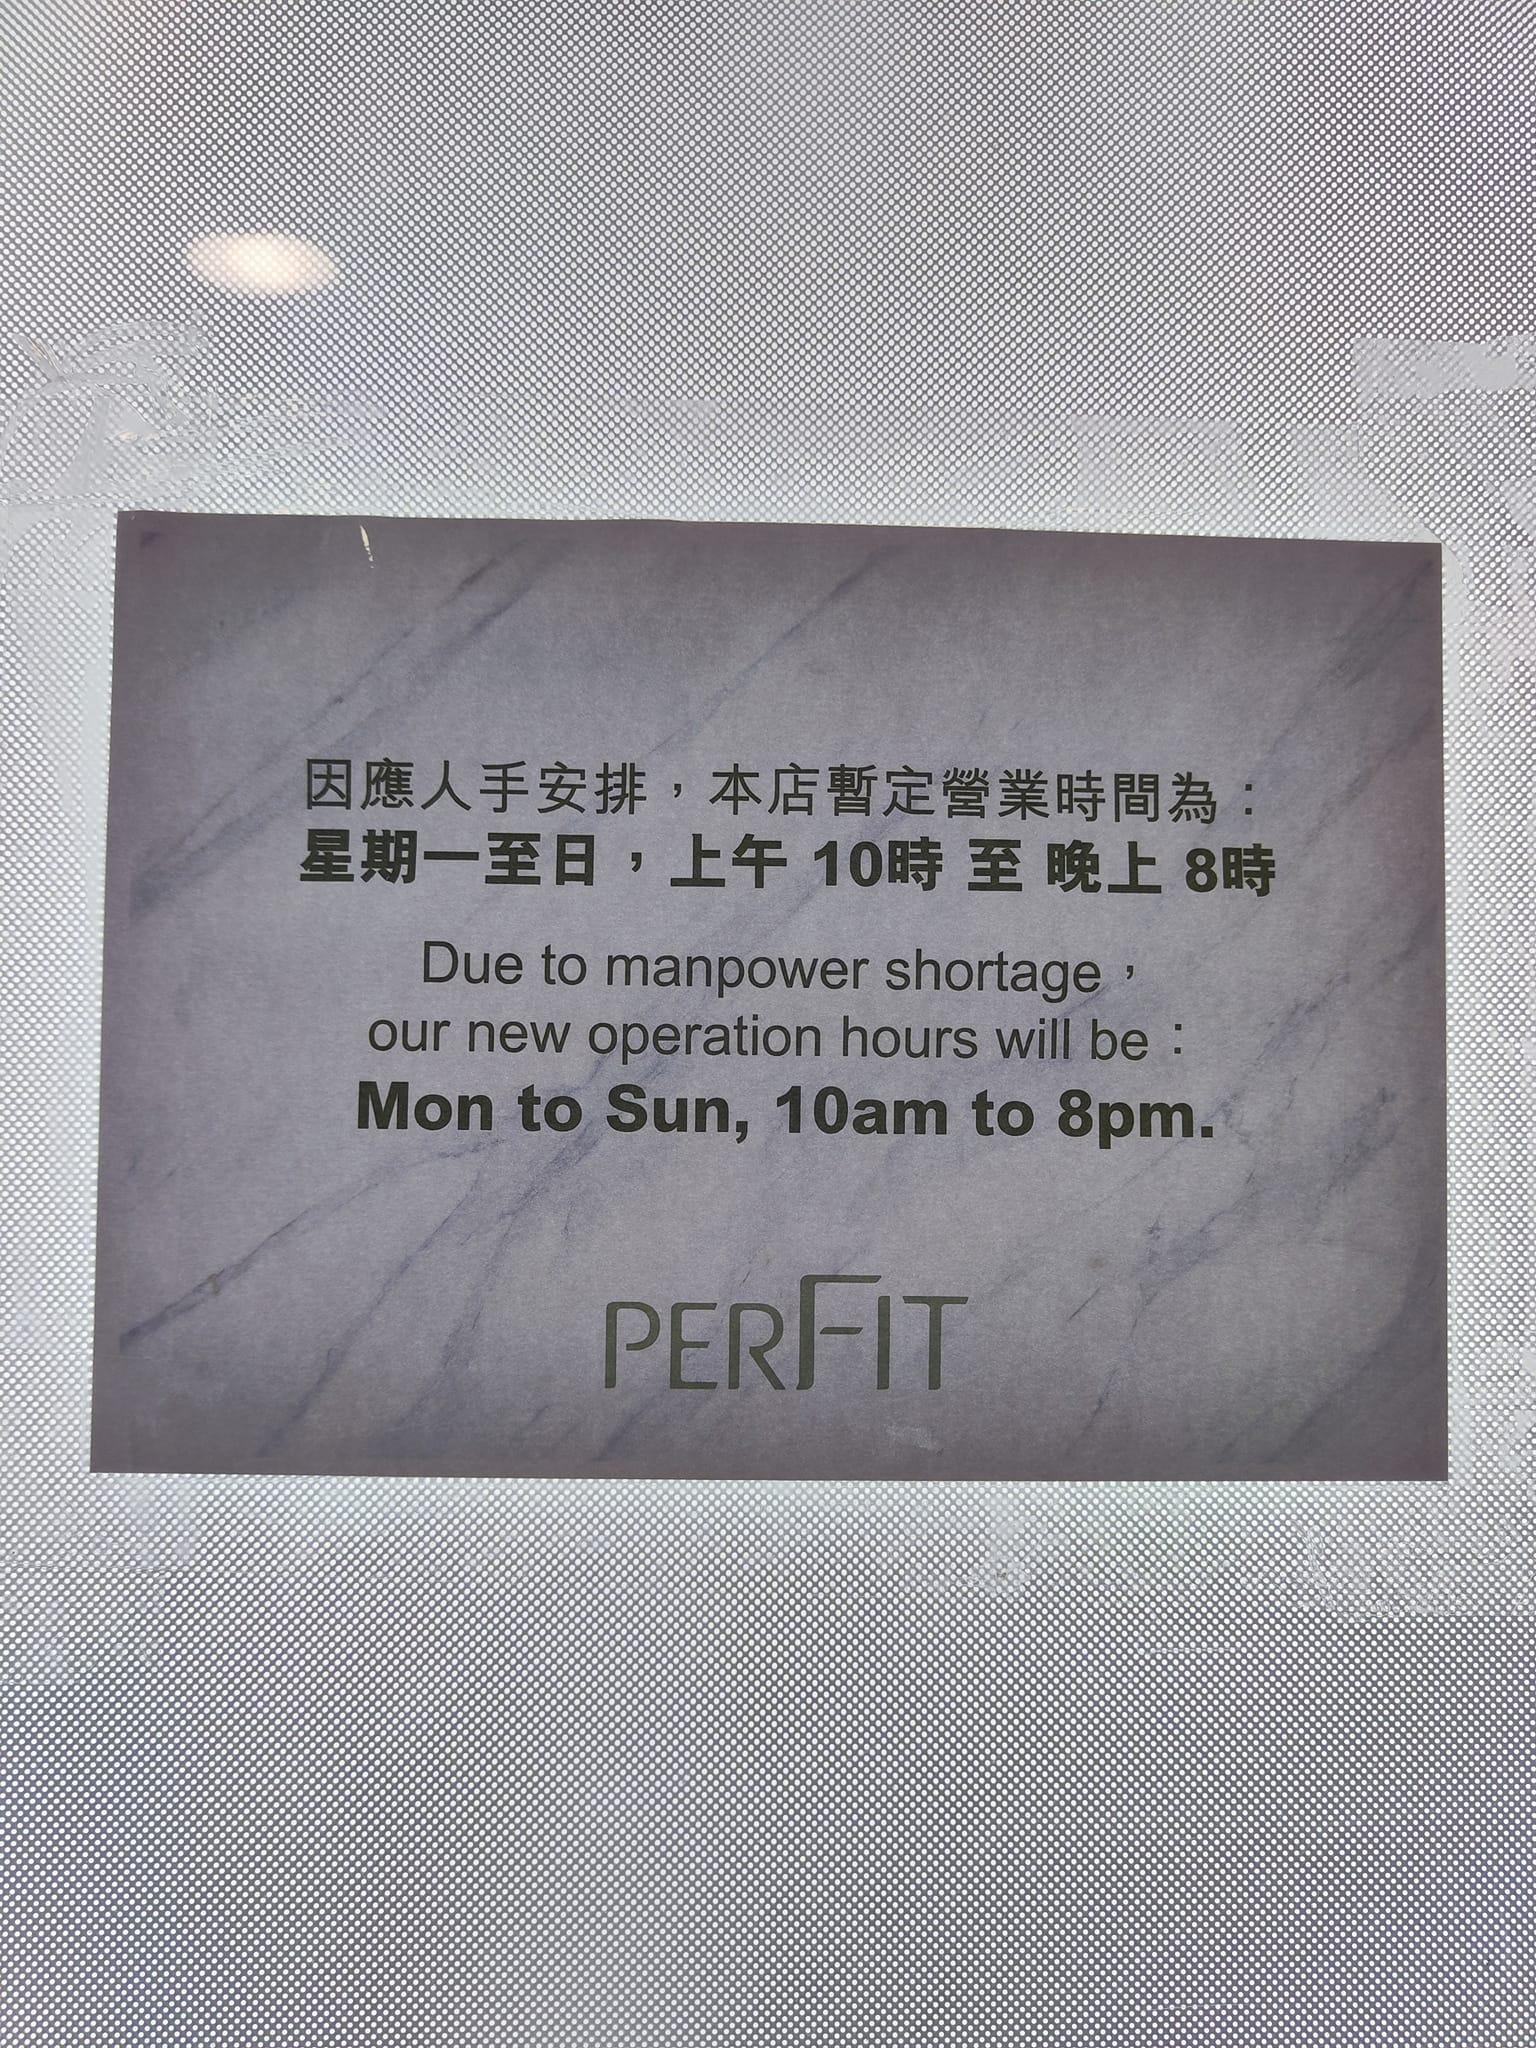 因應人手安排，本店暫定營業時間為：
星期一至日，上午 10時 至 晚上 8時
Due to manpower shortage，
our new operation hours will be：
Mon to Sun, 10am to 8pm.
PERFIT